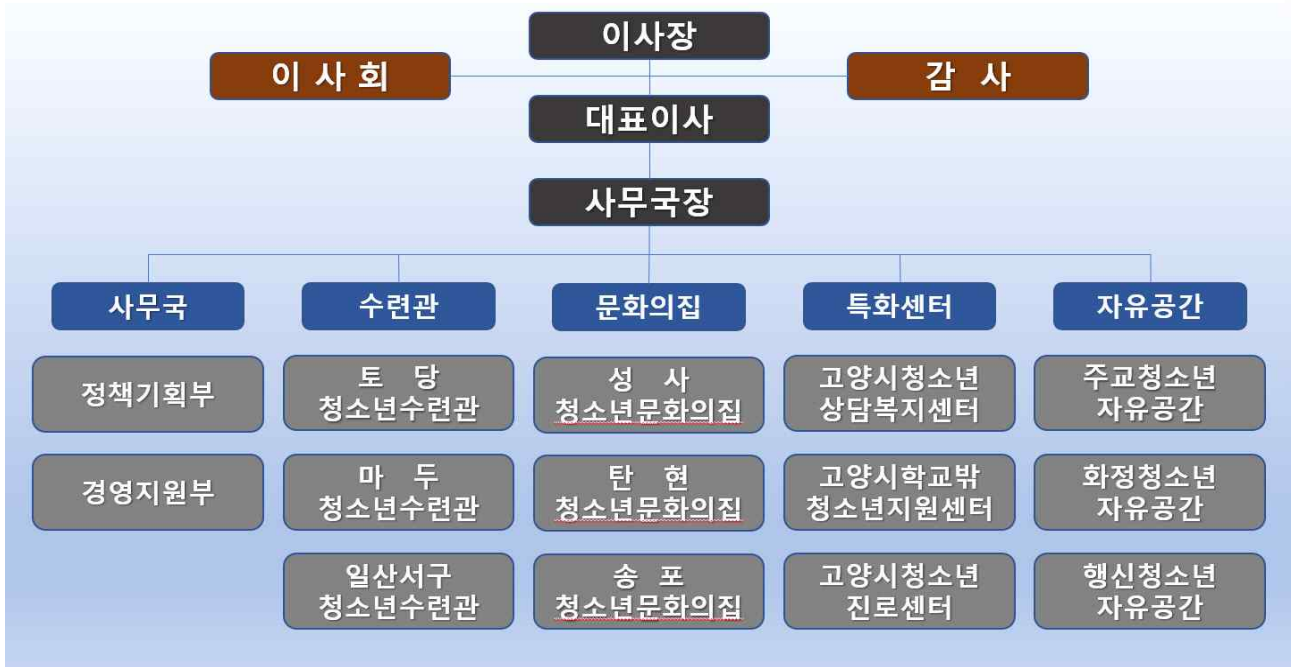 이사장
이 사 회
감 사
대표이사
사무국장
사무국
수련관
문화의집
특화센터
자유공간
정책기획부
토 당
청소년수련관
성 사
청소년문화의집
고양시청소년
상담복지센터
주교청소년
자유공간
경영지원부
마 두
청소년수련관
탄 현
청소년문화의집
고양시학교밖
청소년지원센터
화정청소년
자유공간
일산서구
청소년수련관
송 포
청소년문화의집
고양시청소년
진로센터
행신청소년
자유공간